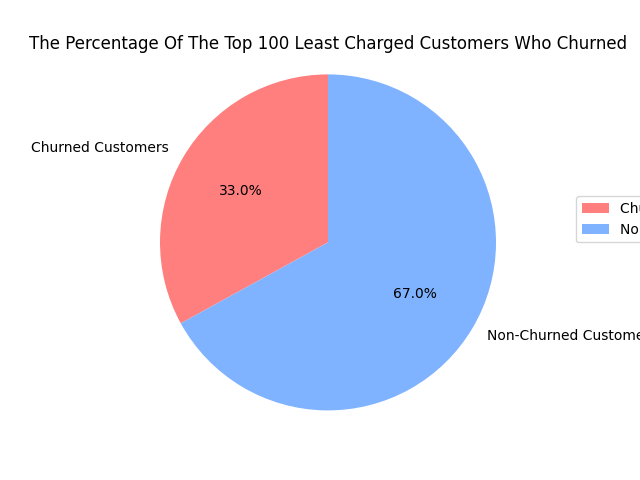 The Percentage Of The Top 100 Least Charged Customers Who Churned
Churned Customers
33.0%
67.0%
Non-Churned
No